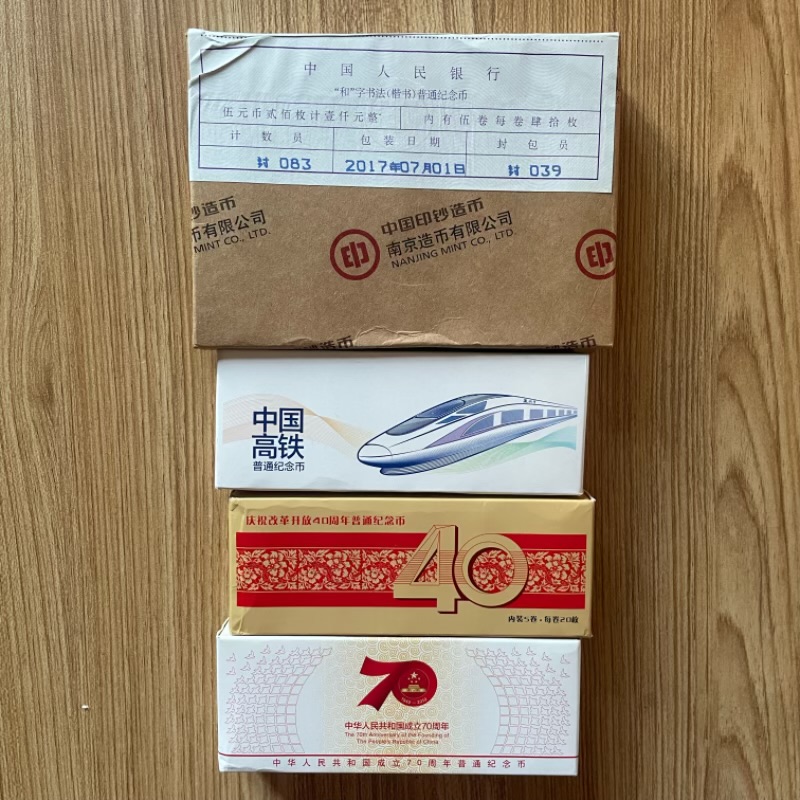 中国人民银行
“和”字书法(楷书)普通纪念币
伍元币贰佰枚计壹仟元整 内有伍卷每卷肆拾枚
计数员 包装日期 封包员
封 083 2017年07月01日 封 039
钞造币
币有限公司
MINT CO., LTD.
中国印钞造币
南京造币有限公司
NANJING MINT CO., LTD.
中国
高铁
普通纪念币
庆祝改革开放40周年普通纪念币
40
内装5卷·每卷20枚
70
中华人民共和国成立70周年
The 70th Anniversary of the Founding of
The People's Republic of China
中华人民共和国成立70周年普通纪念币